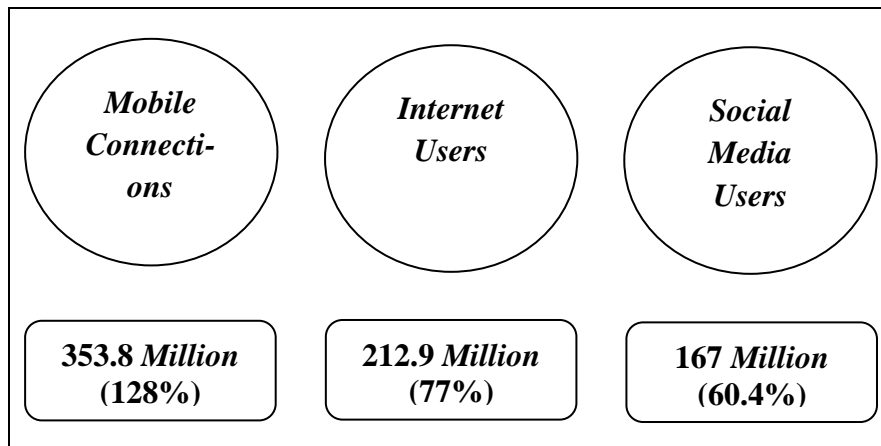 Mobile
Connecti-
ons
Internet
Users
Social
Media
Users
353.8 Million
(128%)
212.9 Million
(77%)
167 Million
(60.4%)